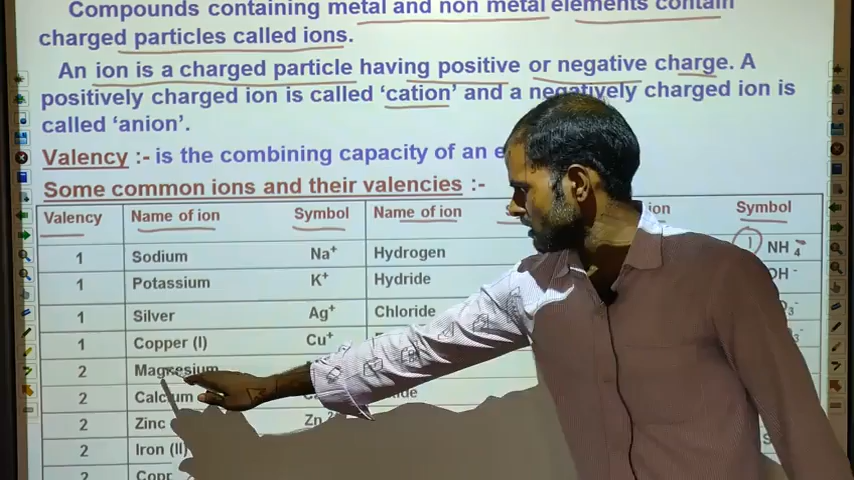 Compounds containing metal and non metal elements contain
charged particles called ions.
An ion is a charged particle having positive or negative charge. A
positively charged ion is called ‘cation’ and a negatively charged ion is
called ‘anion’.
Valency :- is the combining capacity of an
Some common ions and their valencies :-
Valency Name of ion Symbol Name of ion ion Symbol
1 Sodium Na+ Hydrogen NH4
1 Potassium K+ Hydride OH-
1 Silver Ag+ Chloride
1 Copper (I) Cu+
2 Magnesium
2 Calcium
2 Zinc Zn2
2 Iron (II)
2